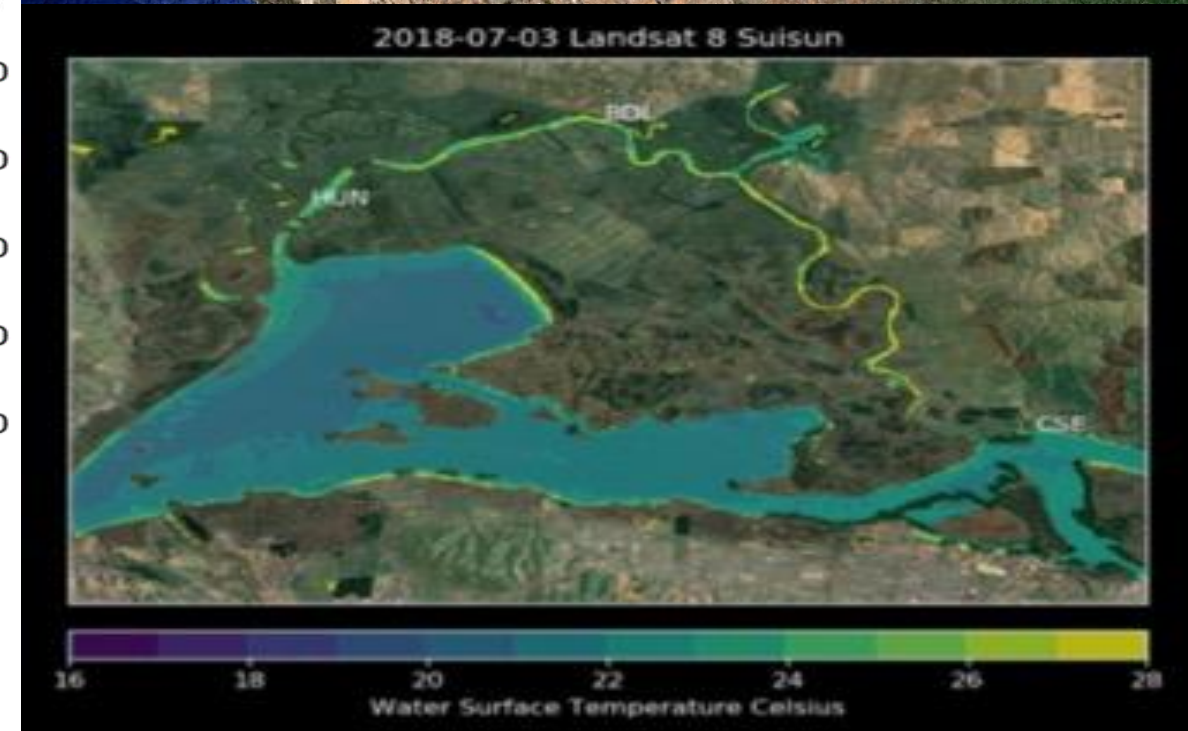 2018-07-03 Landsat 8 Suisun
BDL
HUN
CSE
16 18 20 22 24 26 28
Water Surface Temperature Celsius